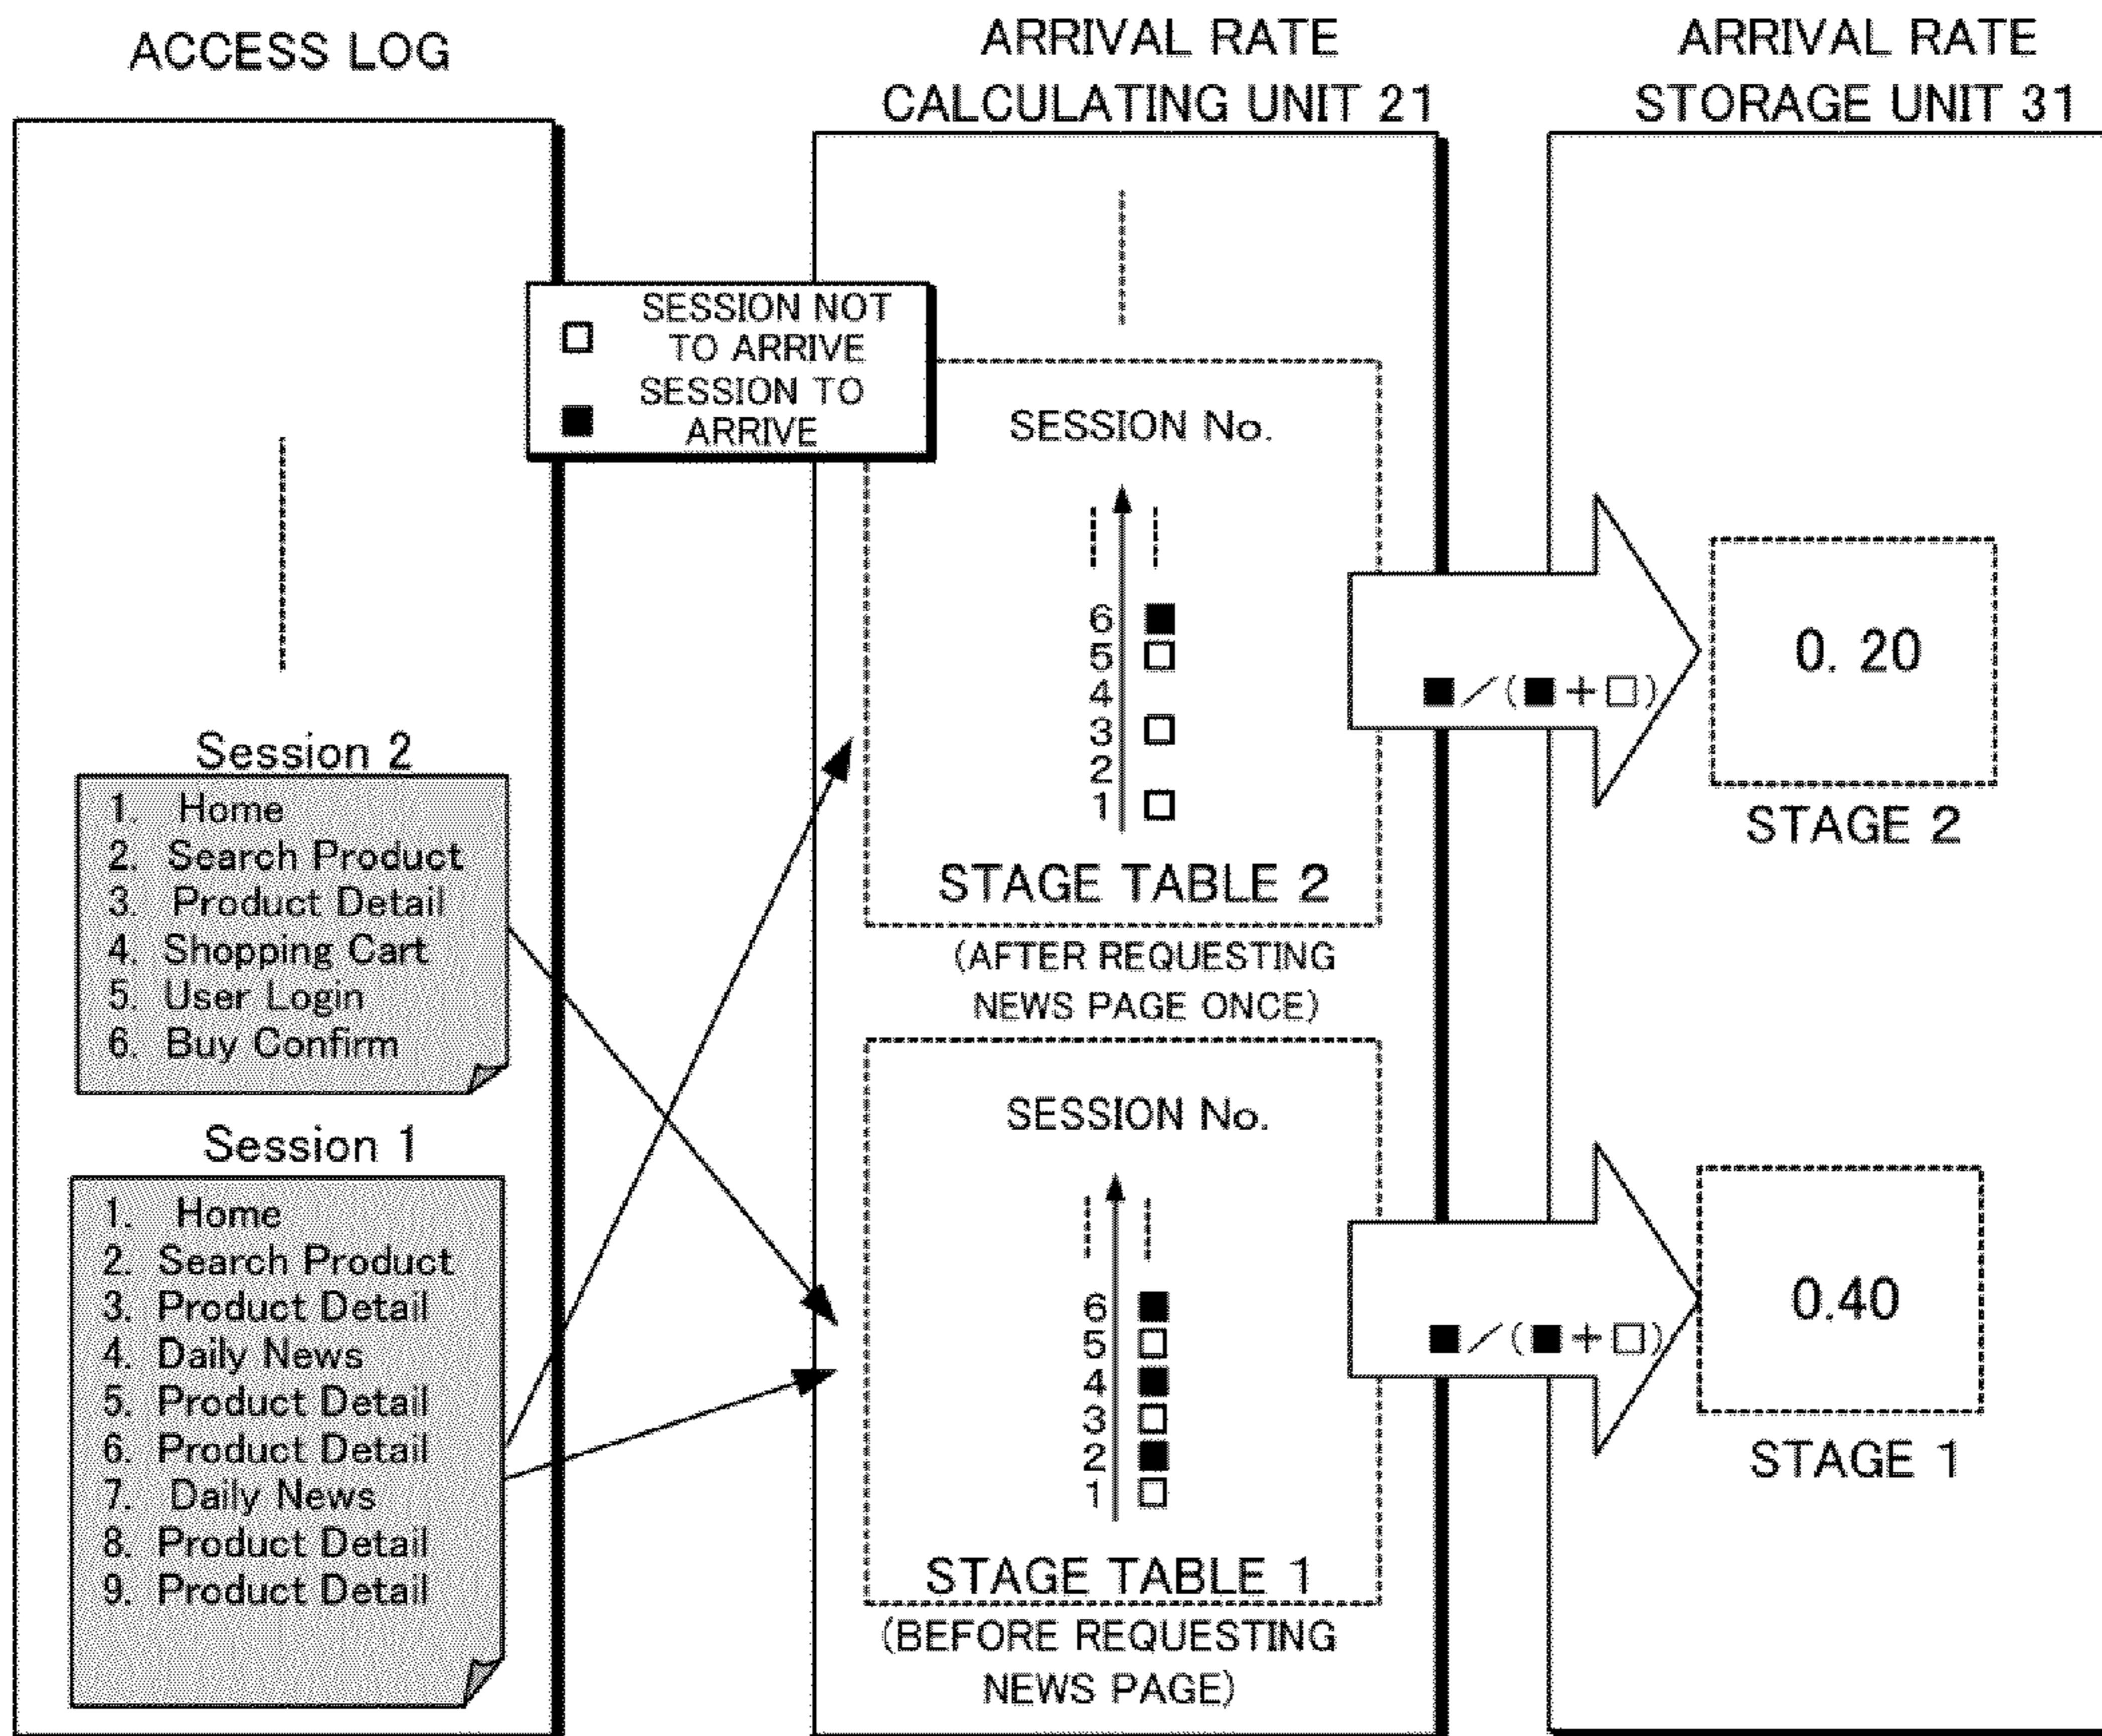 ACCESS LOG
Session 2
1. Home
2. Search Product
3. Product Detail
4. Shopping Cart
5. User Login
6. Buy Confirm
Session 1
1. Home
2. Search Product
3. Product Detail
4. Daily News
5. Product Detail
6. Product Detail
7. Daily News
8. Product Detail
9. Product Detail
SESSION NOT
TO ARRIVE
SESSION TO
ARRIVE
ARRIVAL RATE
CALCULATING UNIT 21
SESSION No.
6
5
4
3
2
1
STAGE TABLE 2
(AFTER REQUESTING
NEWS PAGE ONCE)
SESSION No.
6
5
4
3
2
1
STAGE TABLE 1
(BEFORE REQUESTING
NEWS PAGE)
■／(■＋□)
■／(■＋□)
ARRIVAL RATE
STORAGE UNIT 31
0. 20
STAGE 2
0.40
STAGE 1